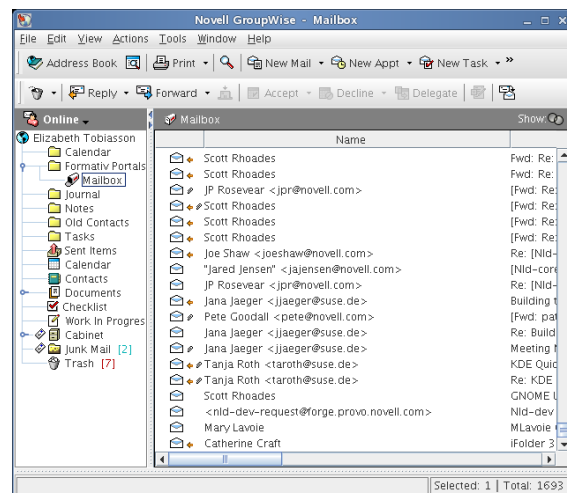 Novell GroupWise - Mailbox
File Edit View Actions Tools Window Help
Address Book Print New Mail New Appt New Task »
Reply Forward Accept Decline Delegate
Online
Mailbox
Show:
Elizabeth Tobiasson
Calendar
Formativ Portals
Mailbox
Journal
Notes
Old Contacts
Tasks
Sent Items
Calendar
Contacts
Documents
Checklist
Work In Progres
Cabinet
Junk Mail [2]
Trash [7]
Name
Scott Rhoades Fwd: Re:
Scott Rhoades Fwd: Re:
JP Rosevear <jpr@novell.com> [Fwd: Re:
Scott Rhoades [Fwd: Re:
Scott Rhoades [Fwd: Re:
Scott Rhoades [Fwd: Re:
Joe Shaw <joeshaw@novell.com> Re: [Nld-
"Jared Jensen" <jajensen@novell.com> [Nld-core
JP Rosevear <jpr@novell.com> [Fwd: Re:
Jana Jaeger <jjaeger@suse.de> Building t
Pete Goodall <pete@novell.com> [Fwd: pat
Jana Jaeger <jjaeger@suse.de> Re: Build
Jana Jaeger <jjaeger@suse.de> Meeting
Tanja Roth <taroth@suse.de> KDE Quic
Tanja Roth <taroth@suse.de> Re: KDE
Scott Rhoades GNOME
<nld-dev-request@forge.provo.novell.com> Nld-dev
Mary Lavoie MLavoie
Catherine Craft iFolder 3
Selected: 1 Total: 1693